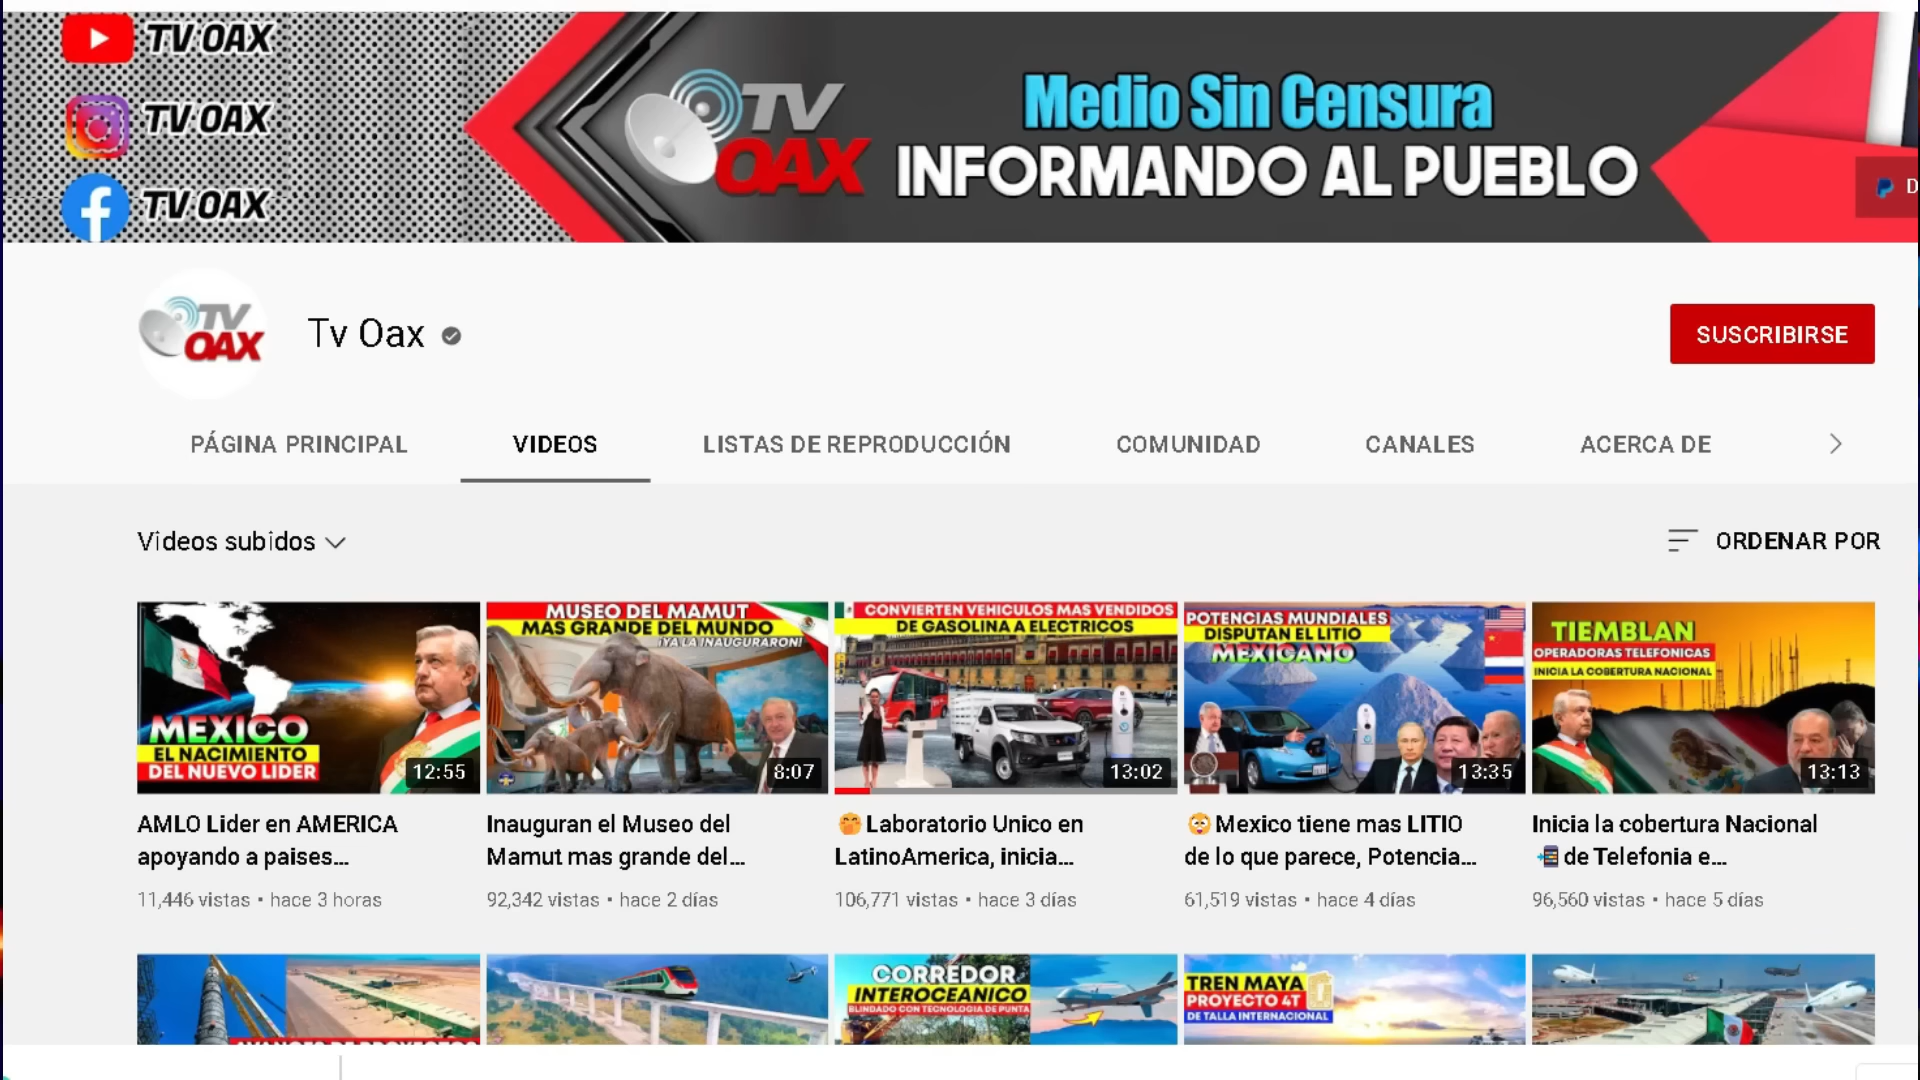 TV OAX
TV OAX
TV OAX
TV
OAX
Medio Sin Censura
INFORMANDO AL PUEBLO
D
TV
OAX
Tv Oax
SUSCRIBIRSE
PÁGINA PRINCIPAL
VIDEOS
LISTAS DE REPRODUCCIÓN
COMUNIDAD
CANALES
ACERCA DE
Videos subidos
ORDENAR POR
MEXICO
EL NACIMIENTO
DEL NUEVO LIDER
12:55
MUSEO DEL MAMUT
MAS GRANDE DEL MUNDO
¡YA LA INAUGURARON!
8:07
CONVIERTEN VEHICULOS MAS VENDIDOS
DE GASOLINA A ELECTRICOS
13:02
POTENCIAS MUNDIALES
DISPUTAN EL LITIO
MEXICANO
13:35
TIEMBLAN
OPERADORAS TELEFONICAS
INICIA LA COBERTURA NACIONAL
13:13
AMLO Lider en AMERICA
apoyando a paises...
11,446 vistas • hace 3 horas
Inauguran el Museo del
Mamut mas grande del...
92,342 vistas • hace 2 días
🤭Laboratorio Unico en
LatinoAmerica, inicia...
106,771 vistas • hace 3 días
😳Mexico tiene mas LITIO
de lo que parece, Potencia...
61,519 vistas • hace 4 días
Inicia la cobertura Nacional
📲 de Telefonia e...
96,560 vistas • hace 5 días
AVANCES DE PROYECTOS
CORREDOR
INTEROCEANICO
BLINDADO CON TECNOLOGIA DE PUNTA
TREN MAYA
PROYECTO 4T
DE TALLA INTERNACIONAL